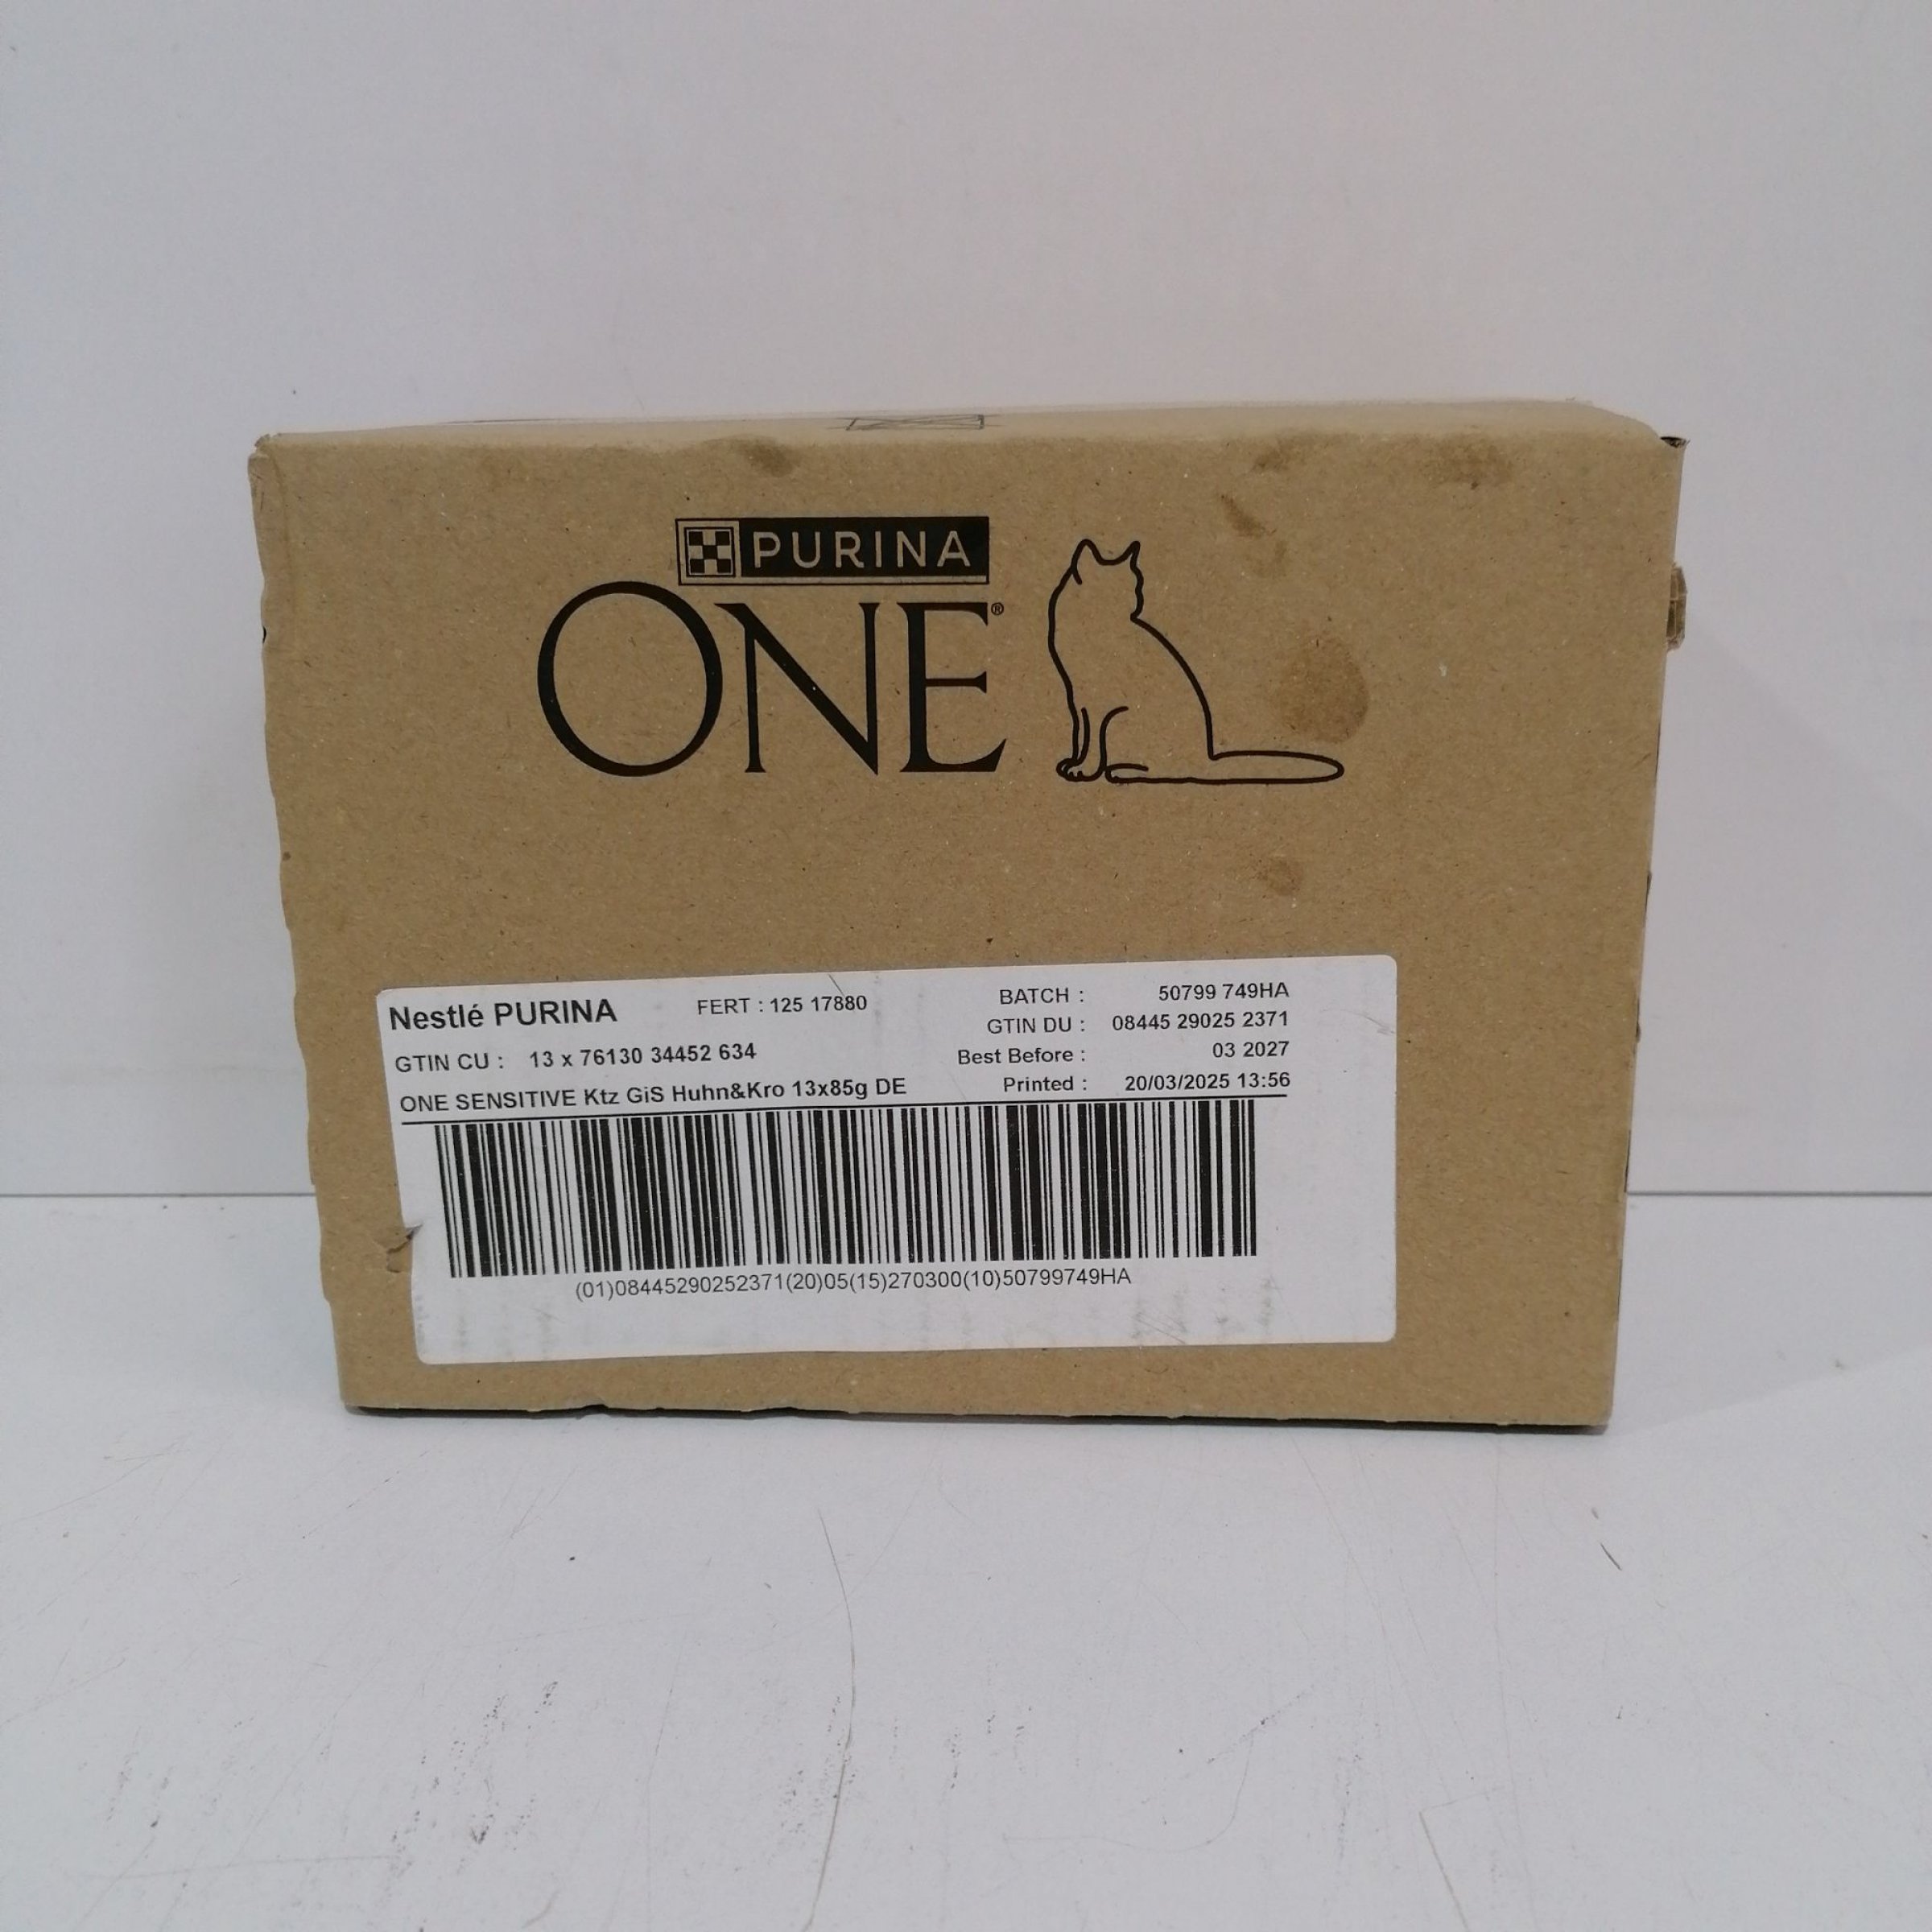 PURINA
ONE®
Nestlé PURINA FERT : 125 17880 BATCH : 50799 749HA
GTIN DU : 08445 29025 2371
GTIN CU : 13 x 76130 34452 634 Best Before : 03 2027
ONE SENSITIVE Ktz GiS Huhn&Kro 13x85g DE Printed : 20/03/2025 13:56
(01)08445290252371(20)05(15)270300(10)50799749HA